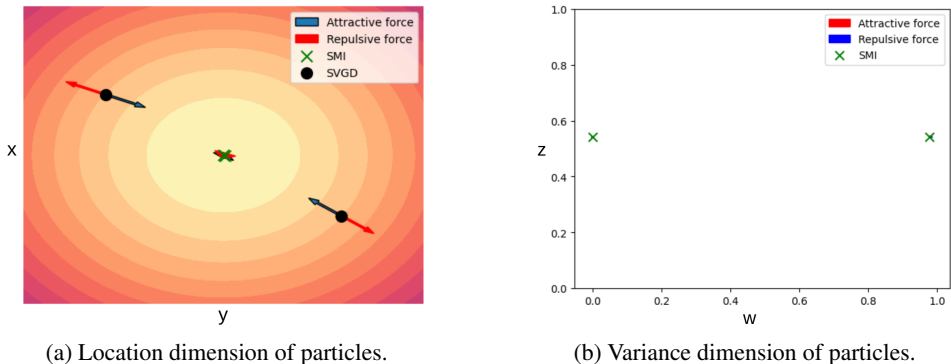 Attractive force
Repulsive force
SMI
SVGD
x
y
(a) Location dimension of particles.
1.0
0.8
0.6
0.4
0.2
0.0
z
0.0
0.2
0.4
0.6
0.8
1.0
w
Attractive force
Repulsive force
SMI
(b) Variance dimension of particles.